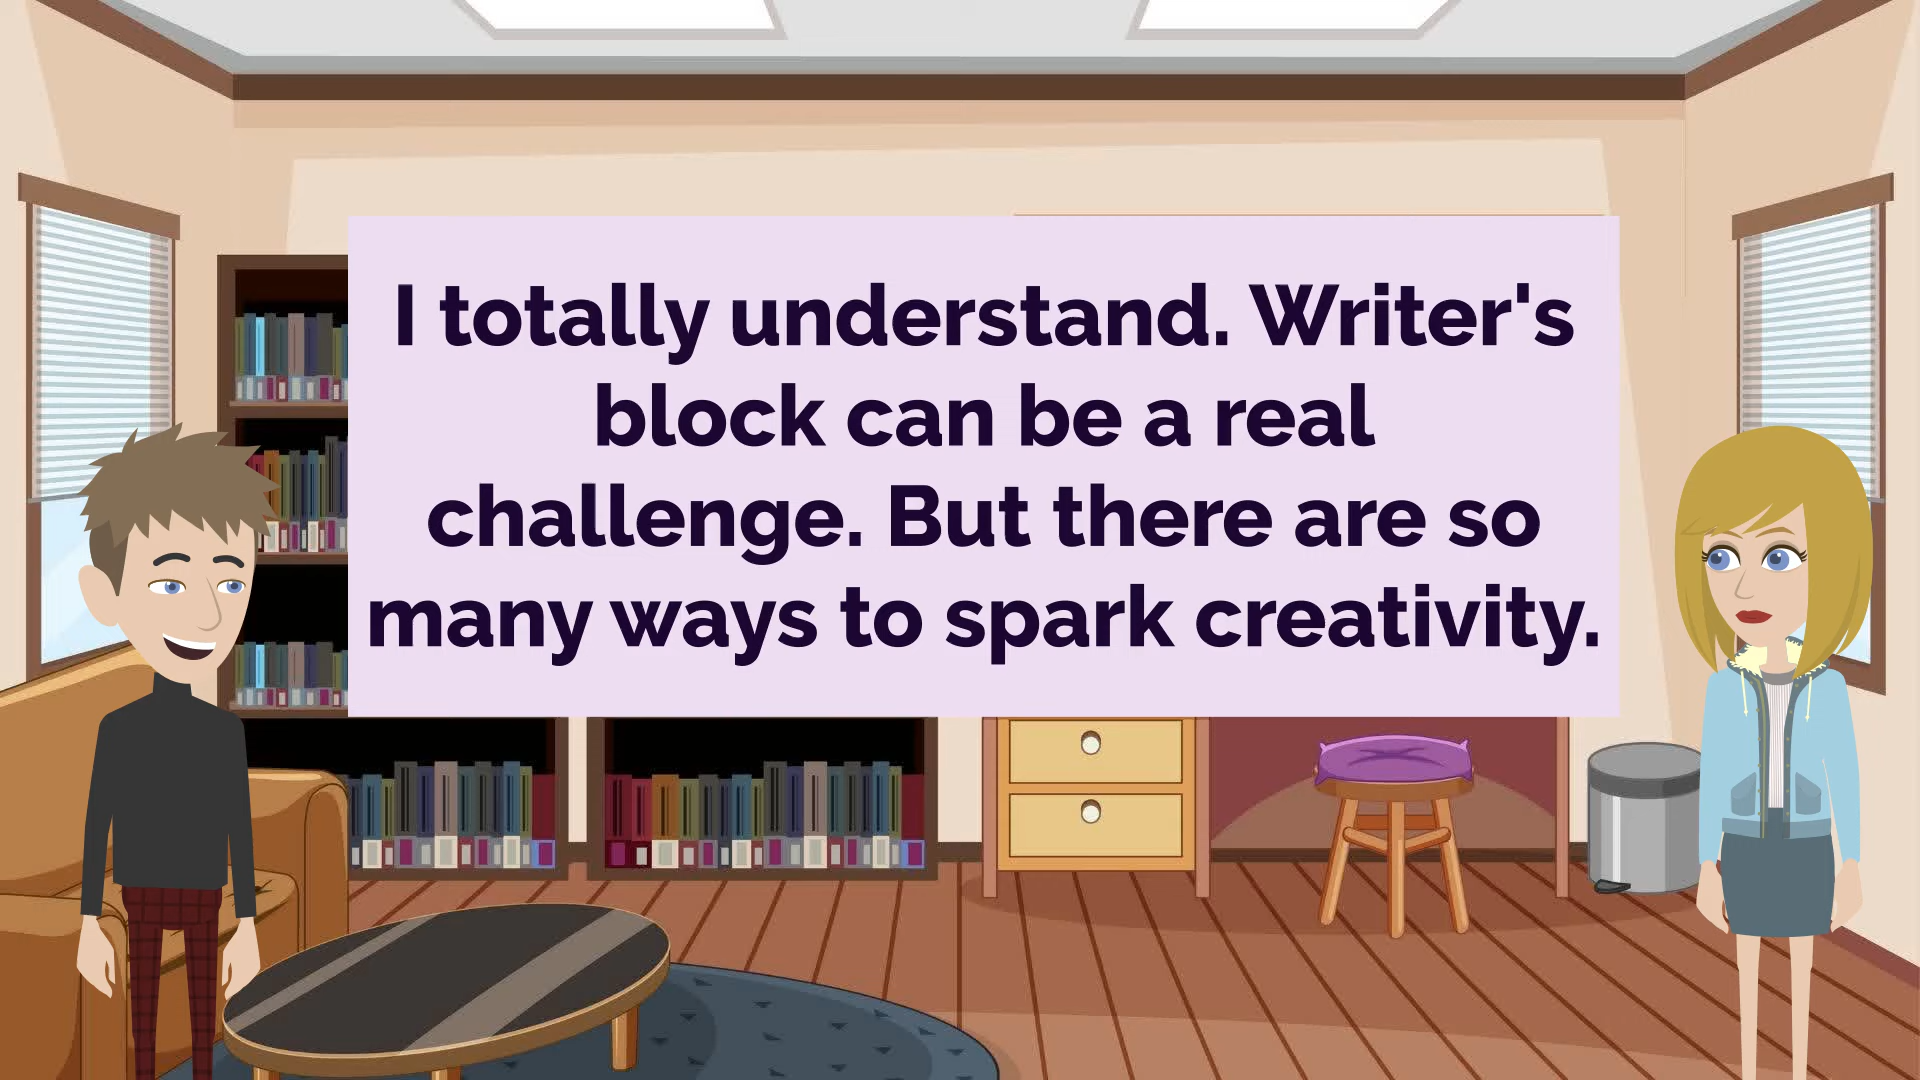 I totally understand. Writer's
block can be a real
challenge. But there are so
many ways to spark creativity.